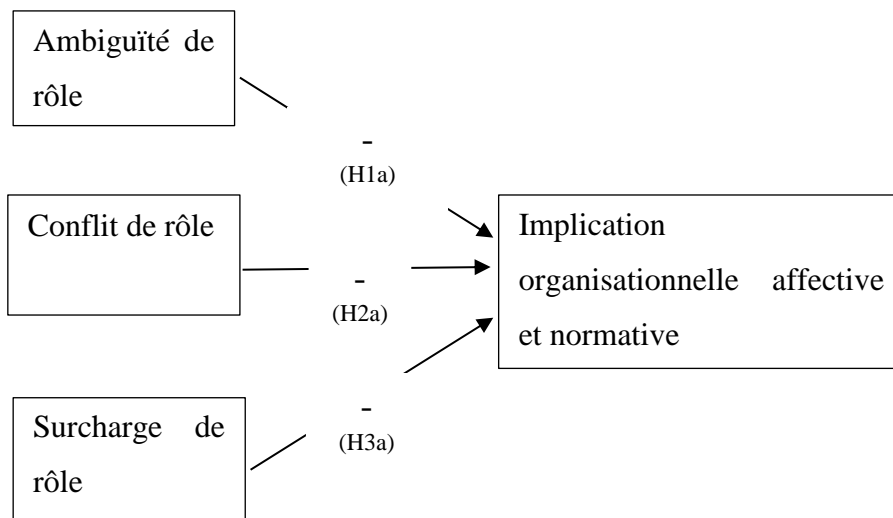 Ambiguïté de
rôle
-
(H1a)
Conflit de rôle
-
(H2a)
Implication
organisationnelle affective
et normative
Surcharge de
rôle
-
(H3a)